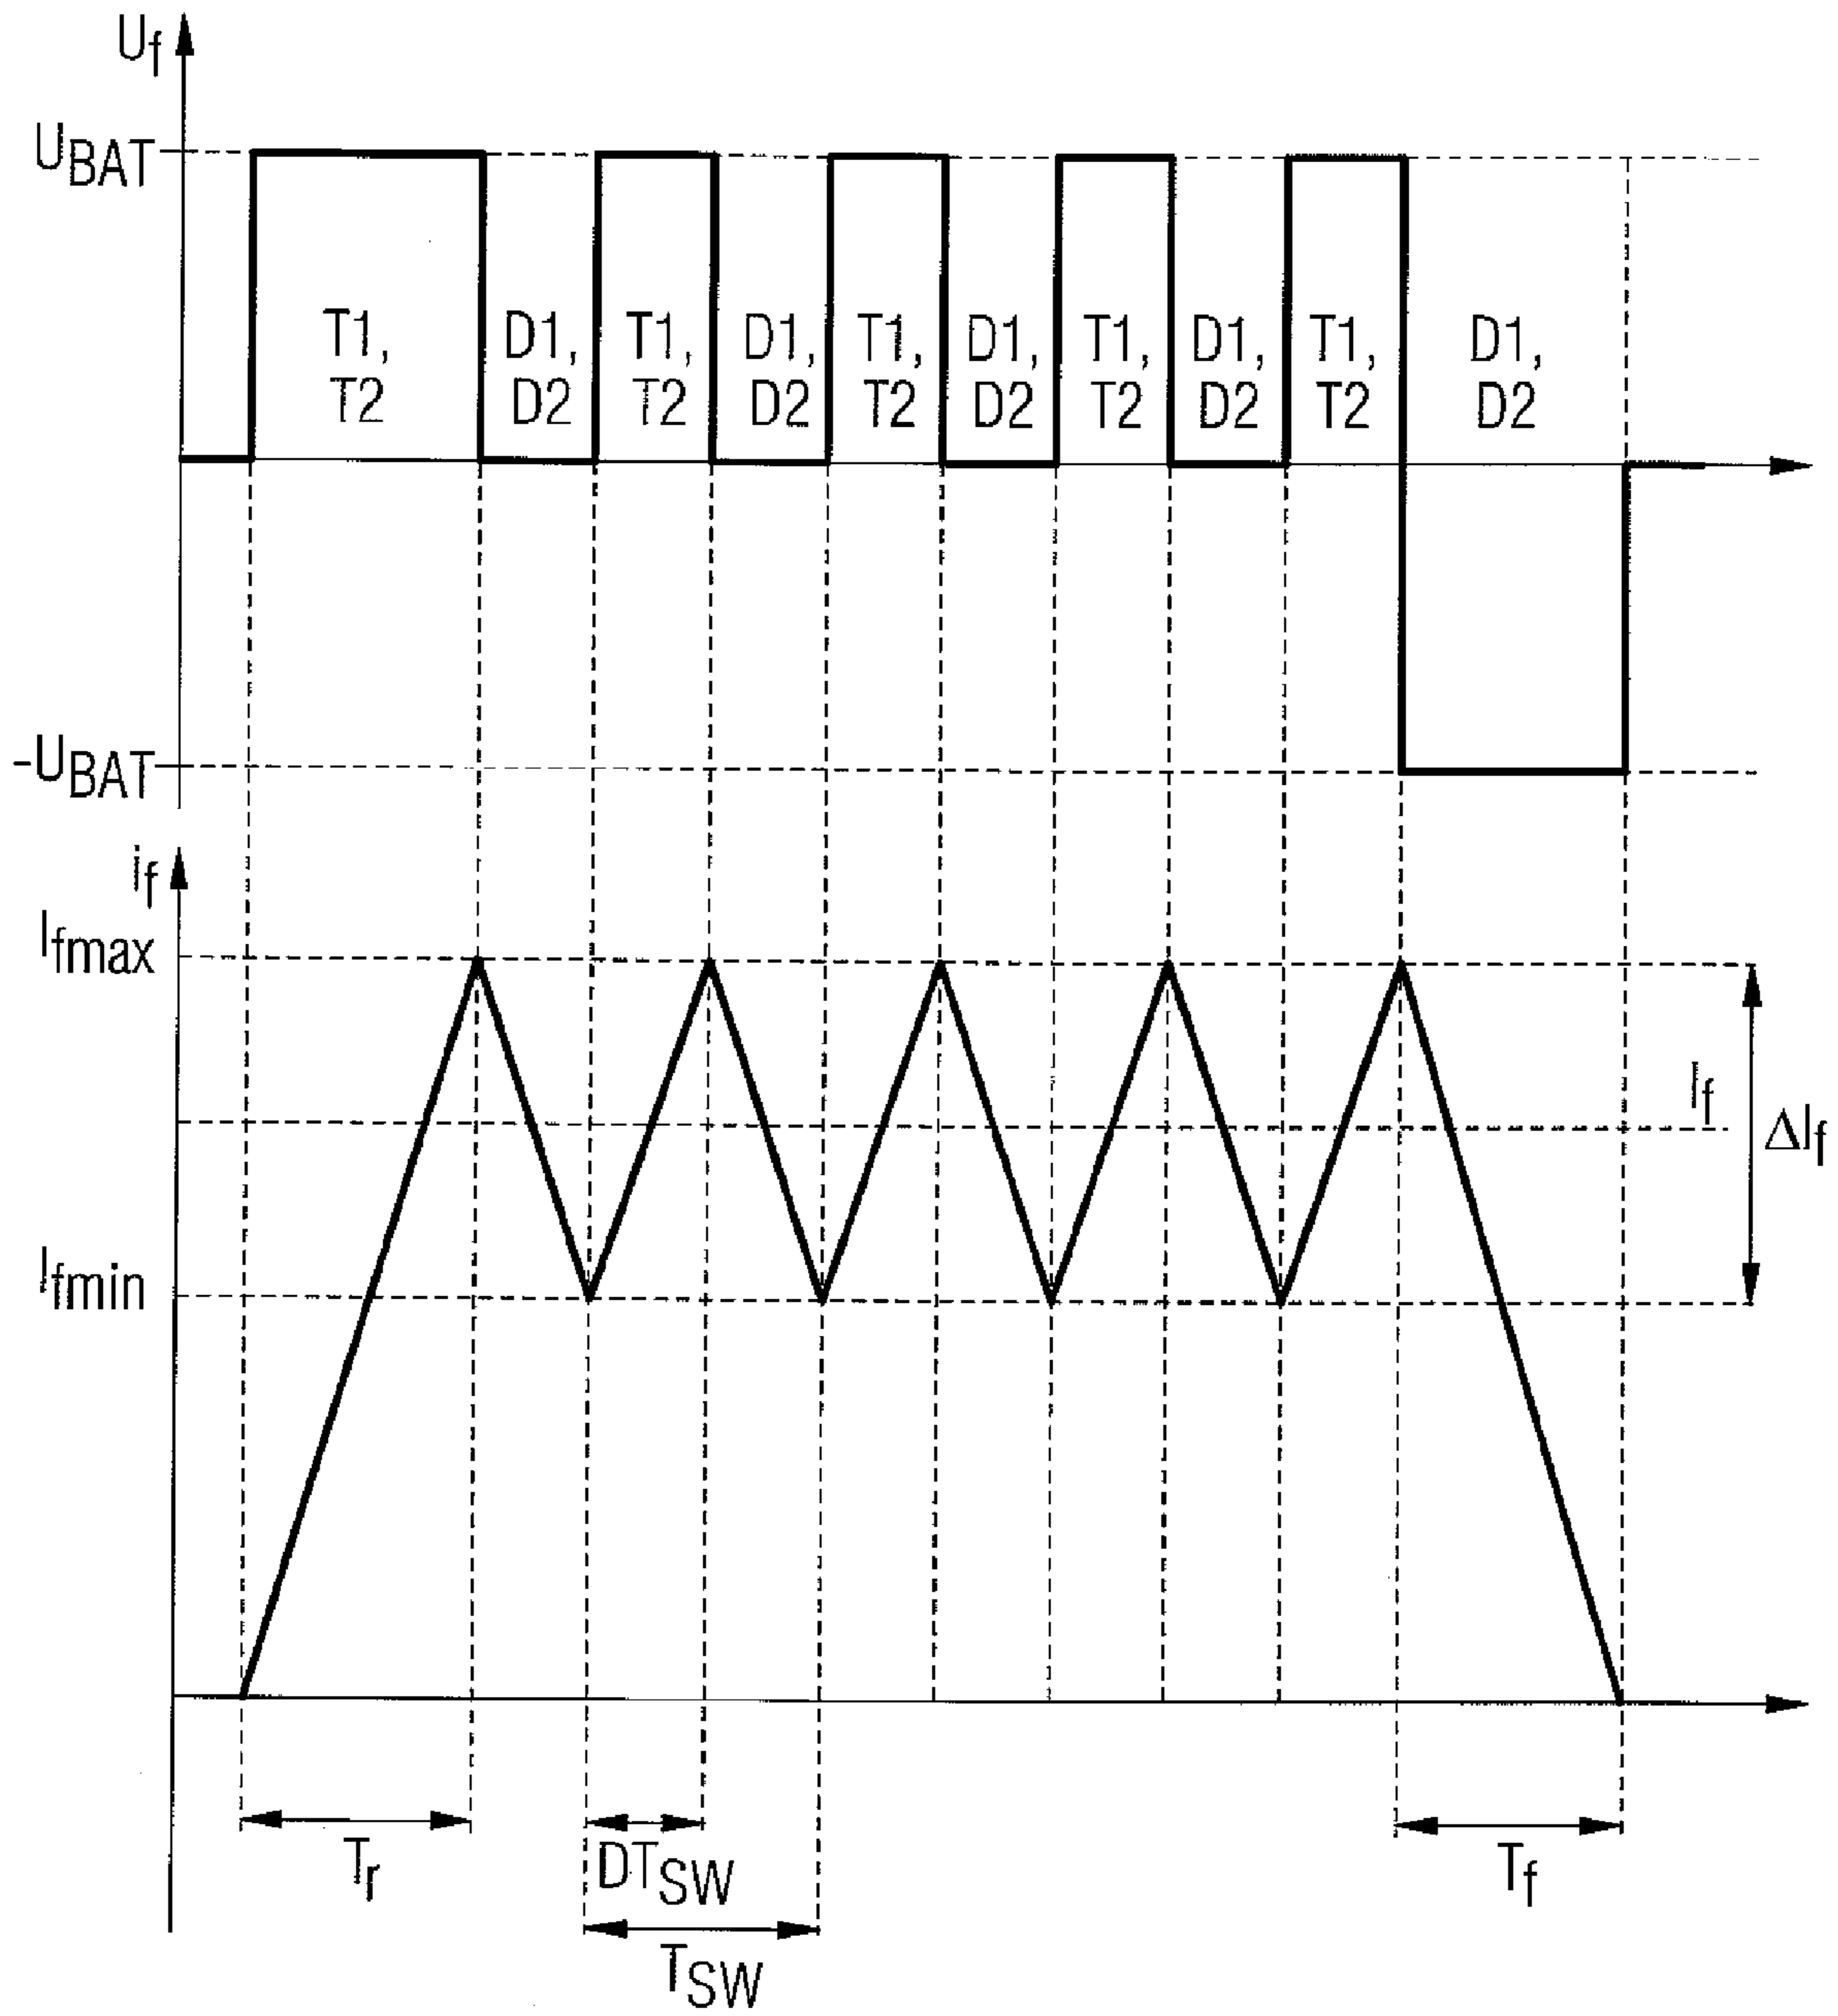 Uf
UBAT
T1, T2
D1, D2
T1, T2
D1, D2
T1, T2
D1, D2
T1, T2
D1, D2
T1, T2
D1, D2
-UBAT
if
Ifmax
If
ΔIf
Ifmin
Tr
DTSW
Tf
TSW